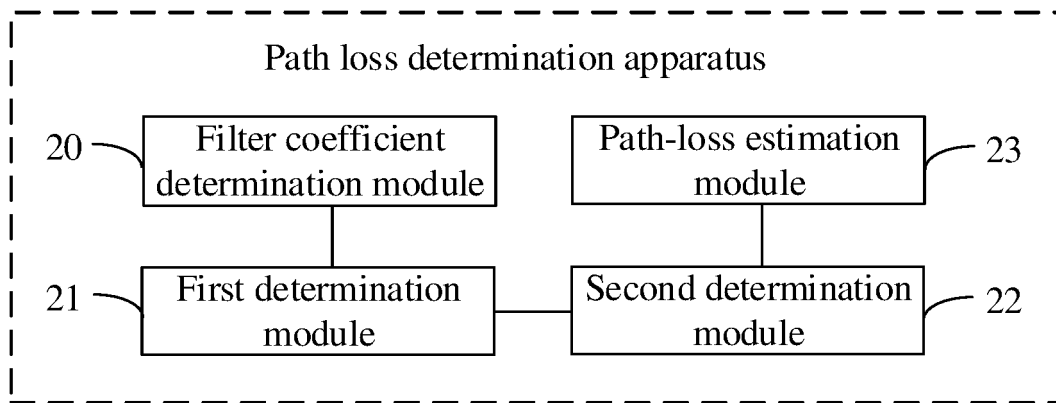 Path loss determination apparatus
20
Filter coefficient
determination module
Path-loss estimation
module
23
21
First determination
module
Second determination
module
22